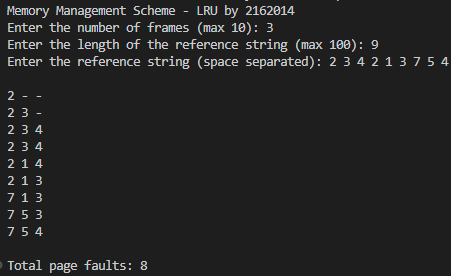 Memory Management Scheme - LRU by 2162014
Enter the number of frames (max 10): 3
Enter the length of the reference string (max 100): 9
Enter the reference string (space separated): 2 3 4 2 1 3 7 5 4
2 - -
2 3 -
2 3 4
2 3 4
2 1 4
2 1 3
7 1 3
7 5 3
7 5 4
Total page faults: 8